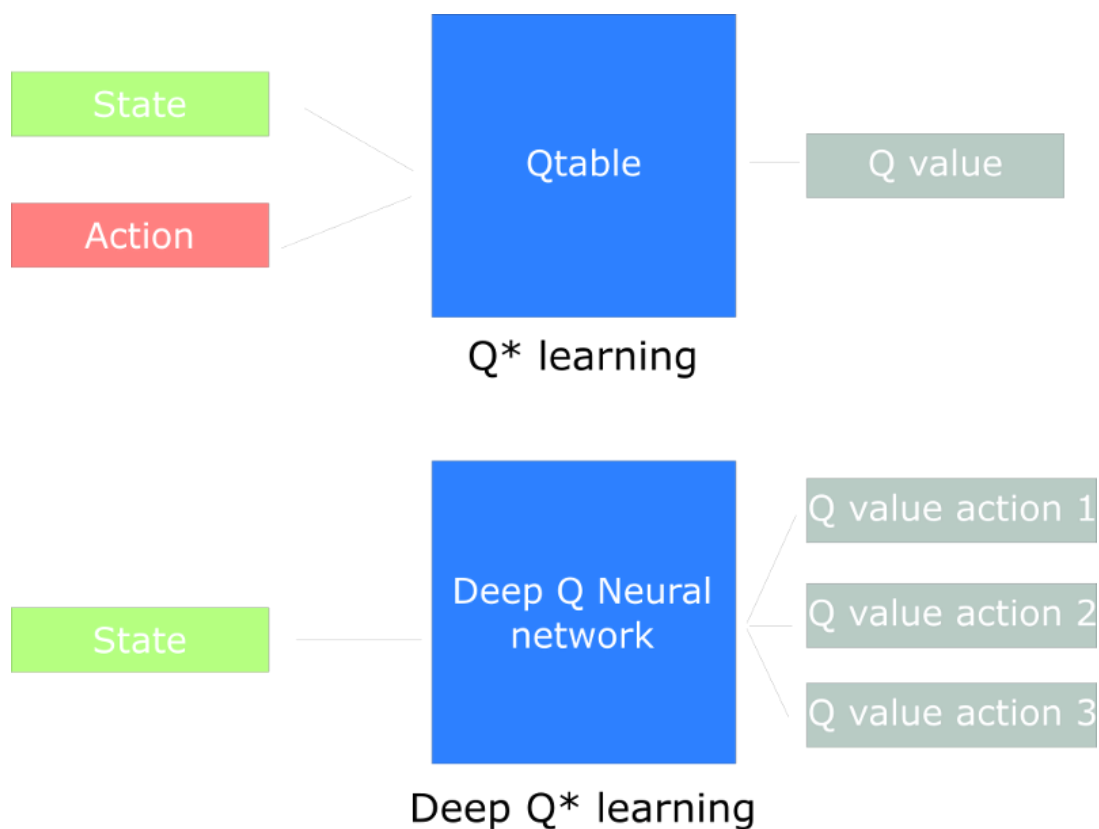 State
Action
Qtable
Q value
Q* learning
State
Deep Q Neural
network
Q value action 1
Q value action 2
Q value action 3
Deep Q* learning